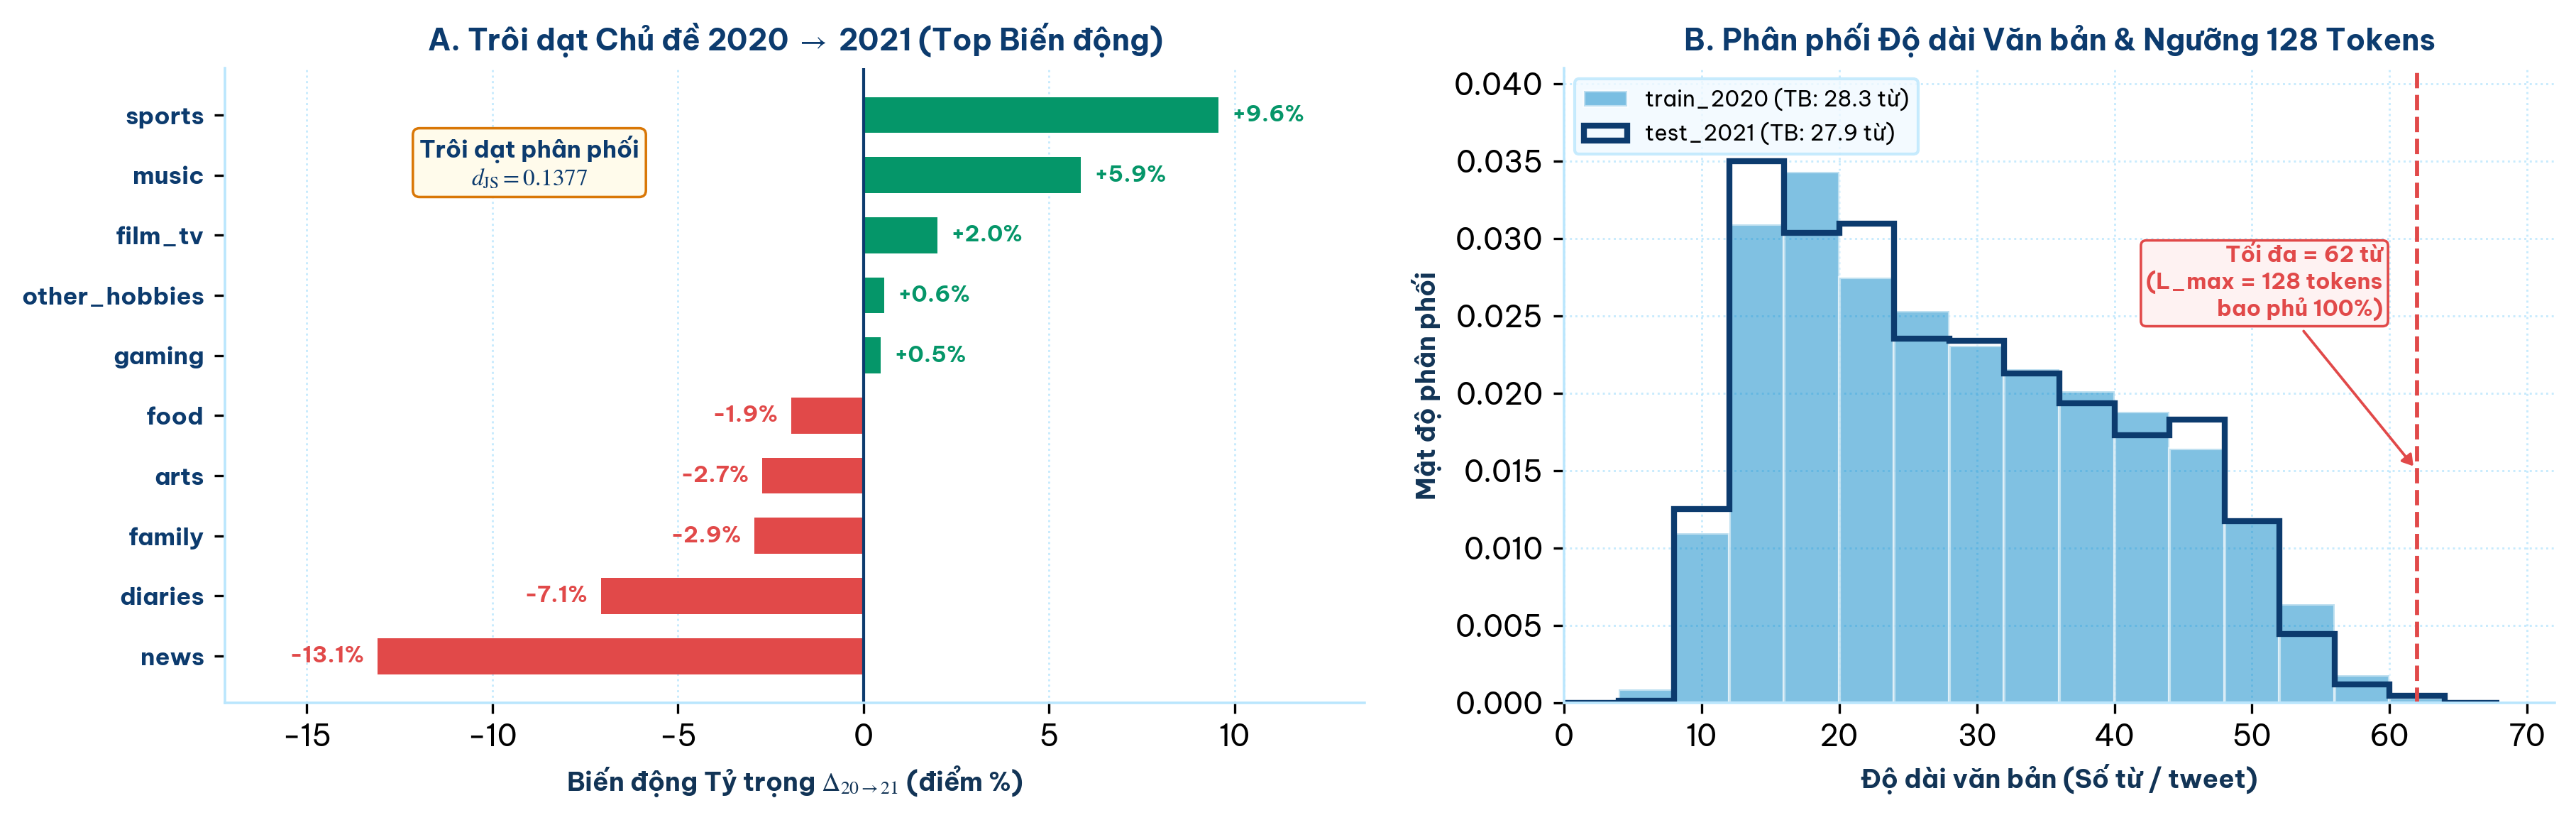 A. Trôi dạt Chủ đề 2020 → 2021 (Top Biến động)
sports
music
film_tv
other_hobbies
gaming
food
arts
family
diaries
news
+9.6%
+5.9%
+2.0%
+0.6%
+0.5%
-1.9%
-2.7%
-2.9%
-7.1%
-13.1%
Trôi dạt phân phối
d_JS = 0.1377
−15
−10
−5
0
5
10
Biến động Tỷ trọng Δ₂₀→₂₁ (điểm %)
B. Phân phối Độ dài Văn bản & Ngưỡng 128 Tokens
train_2020 (TB: 28.3 từ)
test_2021 (TB: 27.9 từ)
Tối đa = 62 từ
(L_max = 128 tokens
bao phủ 100%)
Mật độ phân phối
0.040
0.035
0.030
0.025
0.020
0.015
0.010
0.005
0.000
0
10
20
30
40
50
60
70
Độ dài văn bản (Số từ / tweet)